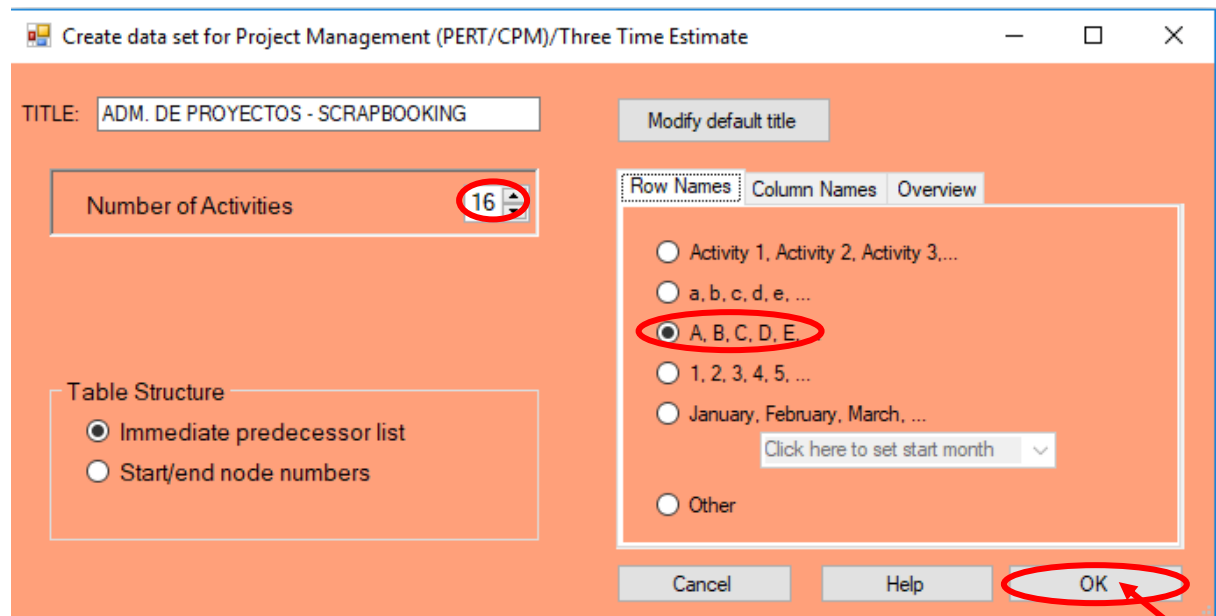 Create data set for Project Management (PERT/CPM)/Three Time Estimate
TITLE: ADM. DE PROYECTOS - SCRAPBOOKING
Modify default title
Number of Activities 16
Row Names Column Names Overview
Activity 1, Activity 2, Activity 3,...
a, b, c, d, e, ...
A, B, C, D, E, ...
1, 2, 3, 4, 5, ...
January, February, March, ...
Click here to set start month
Other
Table Structure
Immediate predecessor list
Start/end node numbers
Cancel Help OK